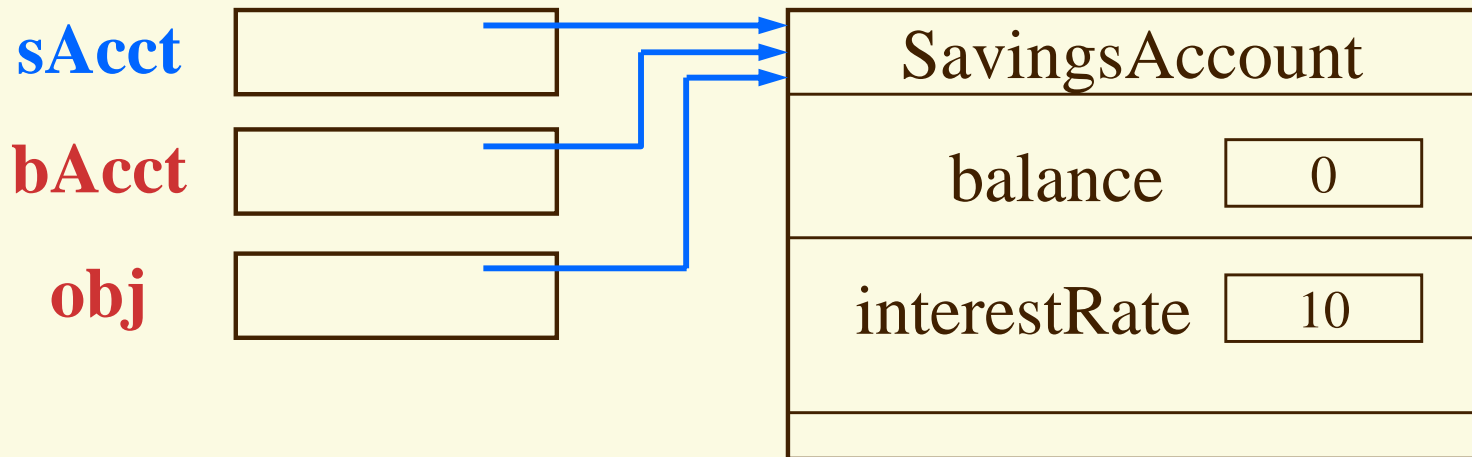 sAcct
SavingsAccount
bAcct
balance 0
obj
interestRate 10